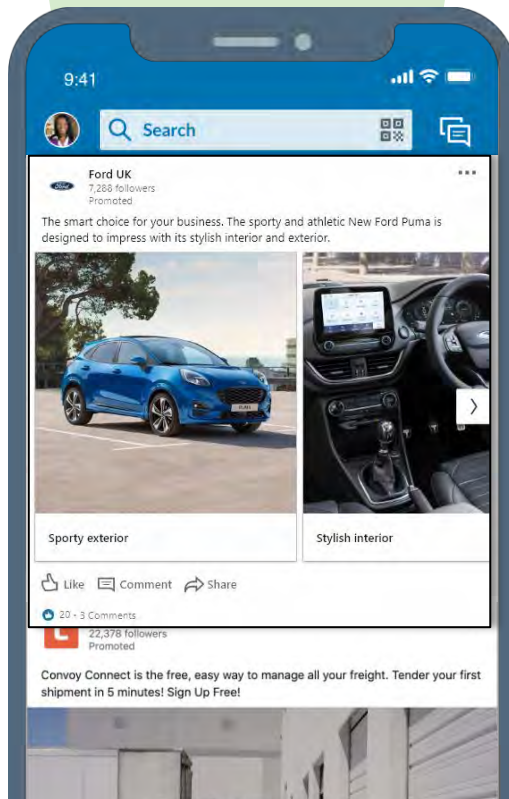 9:41
Search
Ford UK
7,288 followers
Promoted
The smart choice for your business. The sporty and athletic New Ford Puma is
designed to impress with its stylish interior and exterior.
Sporty exterior
Stylish interior
Like
Comment
Share
20 • 3 Comments
22,378 followers
Promoted
Convoy Connect is the free, easy way to manage all your freight. Tender your first
shipment in 5 minutes! Sign Up Free!